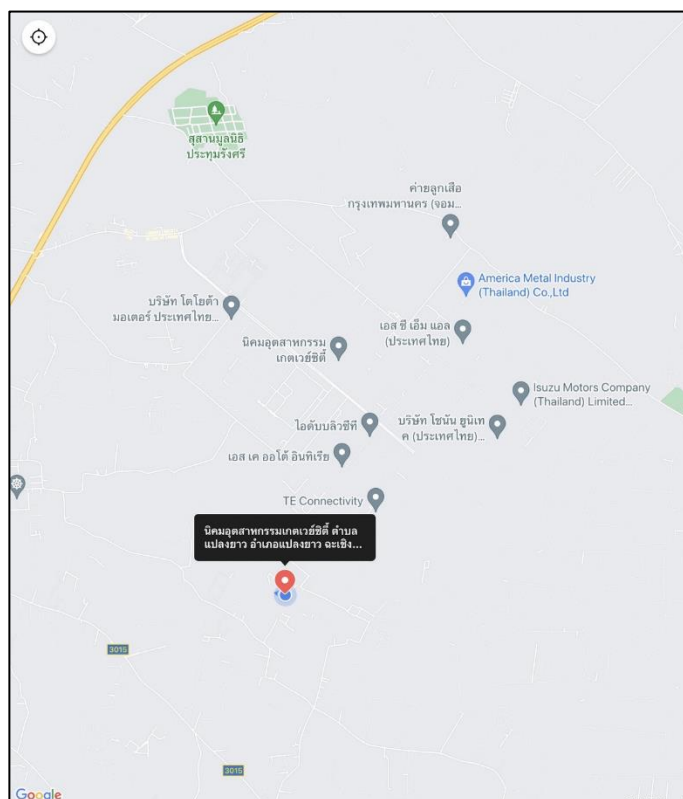 สุสานมูลนิธิ
ประทุมรังศรี
ค่ายลูกเสือ
กรุงเทพมหานคร (จอม...
America Metal Industry
(Thailand) Co.,Ltd
บริษัท โตโยต้า
มอเตอร์ ประเทศไทย...
เอส ซี เอ็ม แอล
(ประเทศไทย)
นิคมอุตสาหกรรม
เกตเวย์ซิตี้
Isuzu Motors Company
(Thailand) Limited...
ไอดับบลิวซีที
บริษัท โซนัน ยูนิเท
ค (ประเทศไทย)...
เอส เค ออโต้ อินทิเรีย
TE Connectivity
นิคมอุตสาหกรรมเกตเวย์ซิตี้ ตำบล
แปลงยาว อำเภอแปลงยาว ฉะเชิง...
3015
3015
Google